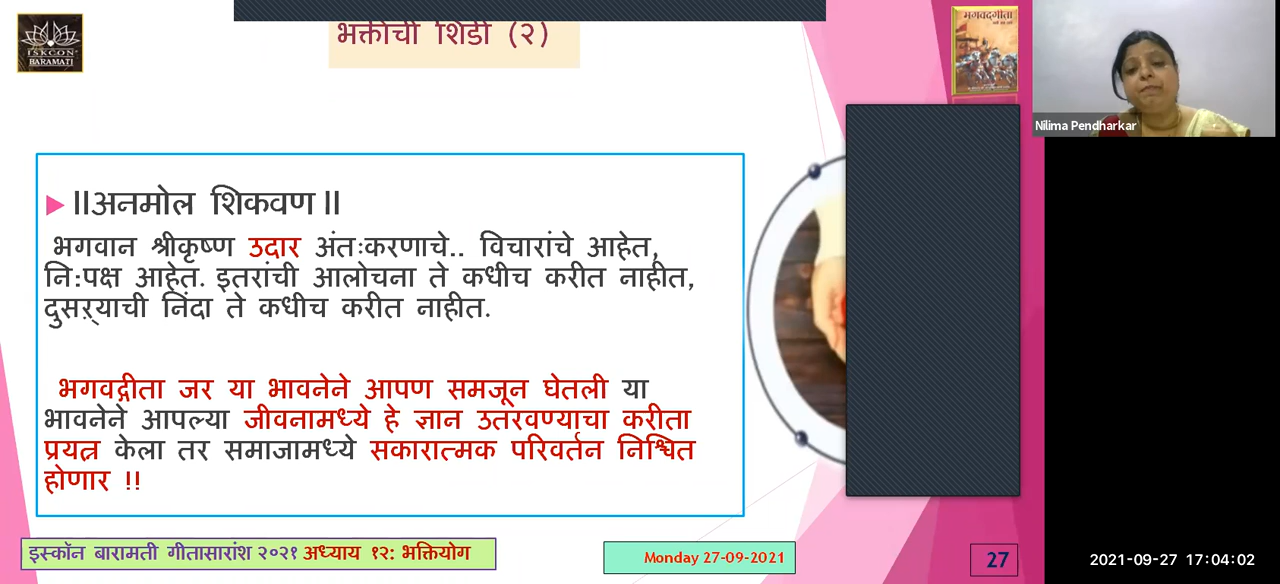 भक्तीची शिडी (२)
ISKCON
BARAMATI
भगवद्गीता
Nilima Pendharkar
॥अनमोल शिकवण॥
भगवान श्रीकृष्ण उदार अंतःकरणाचे.. विचारांचे आहेत,
नि:पक्ष आहेत. इतरांची आलोचना ते कधीच करीत नाहीत,
दुसऱ्याची निंदा ते कधीच करीत नाहीत.
भगवद्गीता जर या भावनेने आपण समजून घेतली या
भावनेने आपल्या जीवनामध्ये हे ज्ञान उतरवण्याचा करीता
प्रयत्न केला तर समाजामध्ये सकारात्मक परिवर्तन निश्चित
होणार !!
इस्कॉन बारामती गीतासारांश २०२१ अध्याय १२: भक्तियोग
Monday 27-09-2021
27
2021-09-27 17:04:02